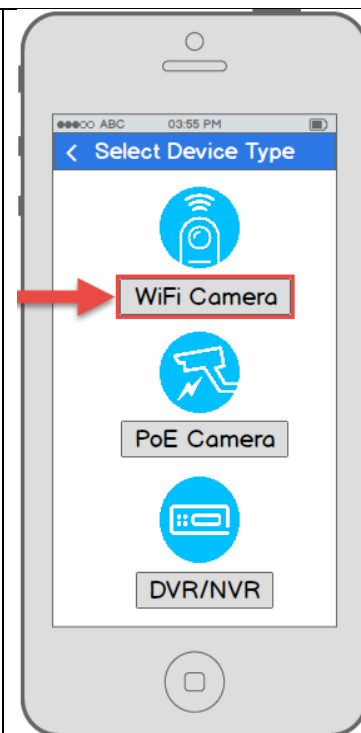 ABC 03:55 PM
< Select Device Type
WiFi Camera
PoE Camera
DVR/NVR